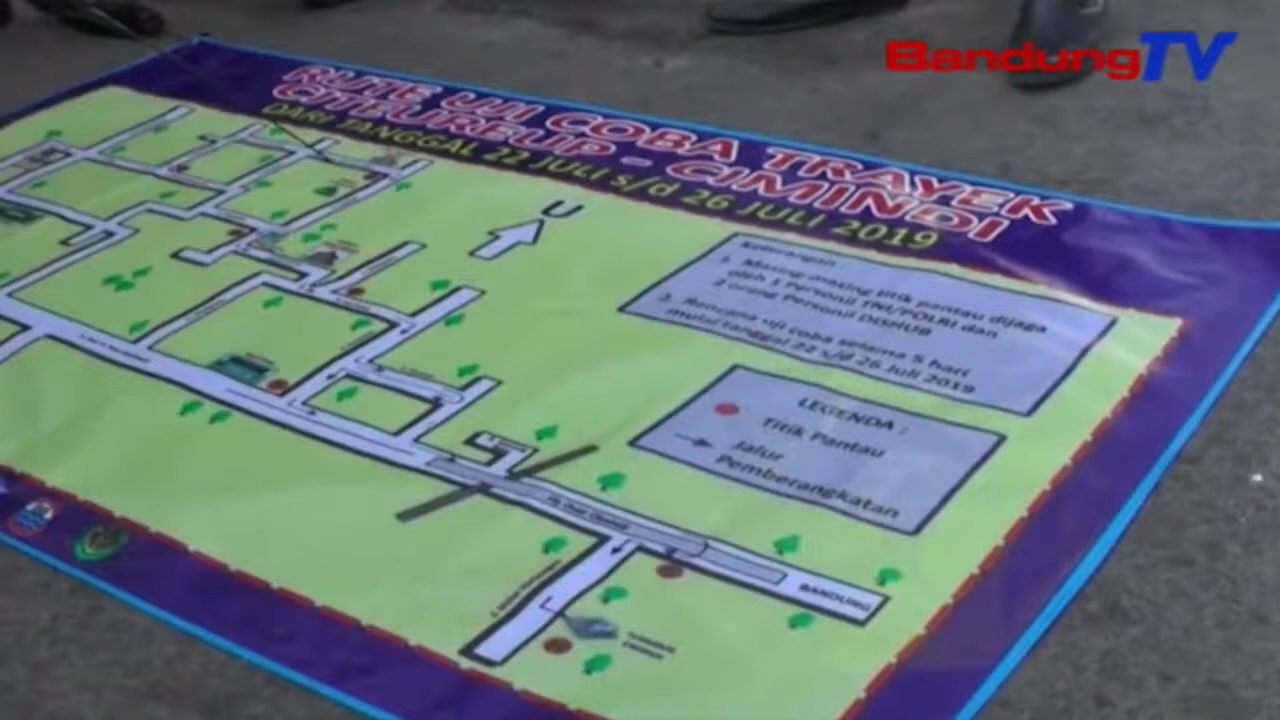 BandungTV
RUTE UJI COBA TRAYEK
CITEUREUP - CIMINDI
DARI TANGGAL 22 JULI s/d 26 JULI 2019
U
Keterangan :
1. Masing-masing titik pantau dijaga
oleh 1 Personil TNI/POLRI dan
2 orang Personil DISHUB
2. Rencana uji coba selama 5 hari
mulai tanggal 22 s/d 26 Juli 2019
LEGENDA :
Titik Pantau
Jalur
Pemberangkatan
BANDUNG